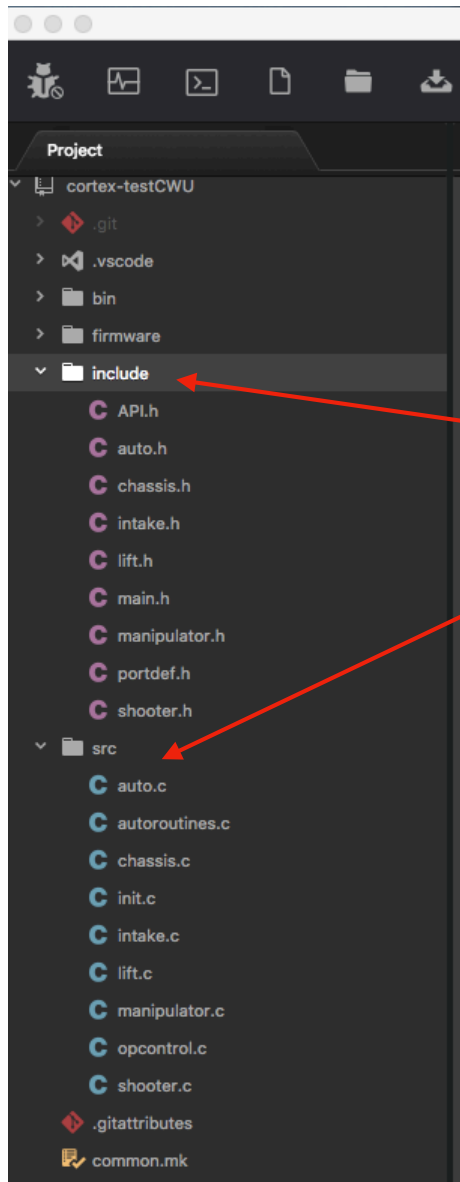 Project
cortex-testCWU
.git
.vscode
bin
firmware
include
API.h
auto.h
chassis.h
intake.h
lift.h
main.h
manipulator.h
portdef.h
shooter.h
src
auto.c
autoroutines.c
chassis.c
init.c
intake.c
lift.c
manipulator.c
opcontrol.c
shooter.c
.gitattributes
common.mk